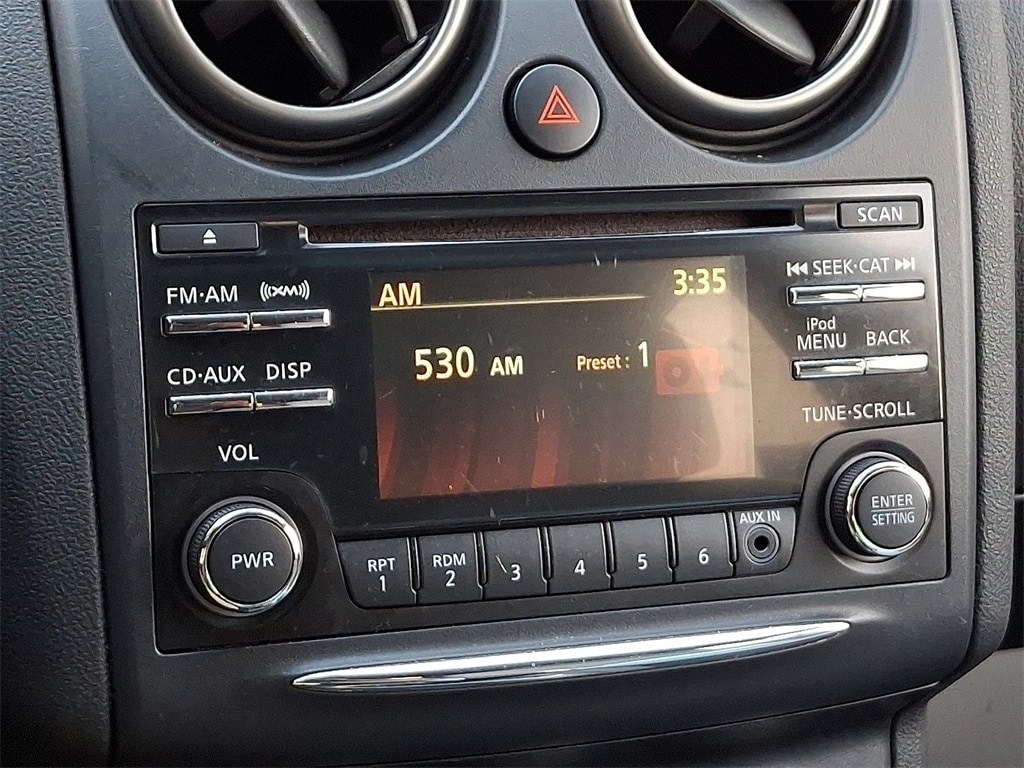 SCAN
FM·AM
((XM))
SEEK·CAT
AM 3:35
iPod
MENU BACK
530 AM Preset : 1
CD·AUX DISP
TUNE·SCROLL
VOL
ENTER
SETTING
AUX IN
PWR
RPT
1
RDM
2
3
4
5
6